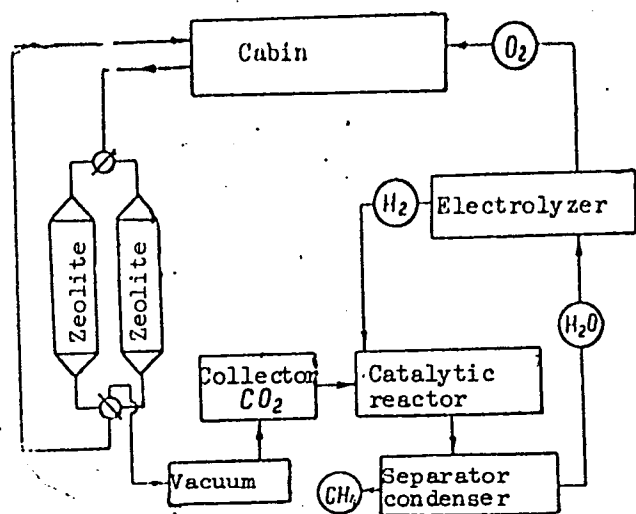 Cabin
O₂
H₂
Electrolyzer
Zeolite
Zeolite
H₂O
Collector
CO₂
Catalytic
reactor
Vacuum
CH₄
Separator
condenser